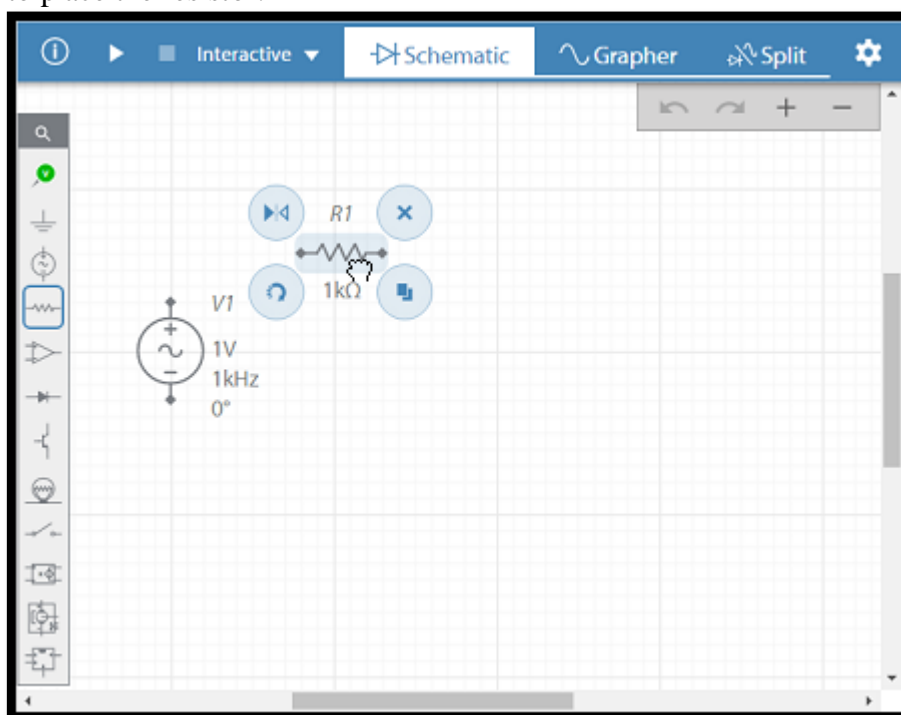 Interactive Schematic Grapher Split
R1
1kΩ
V1
1V
1kHz
0°
V